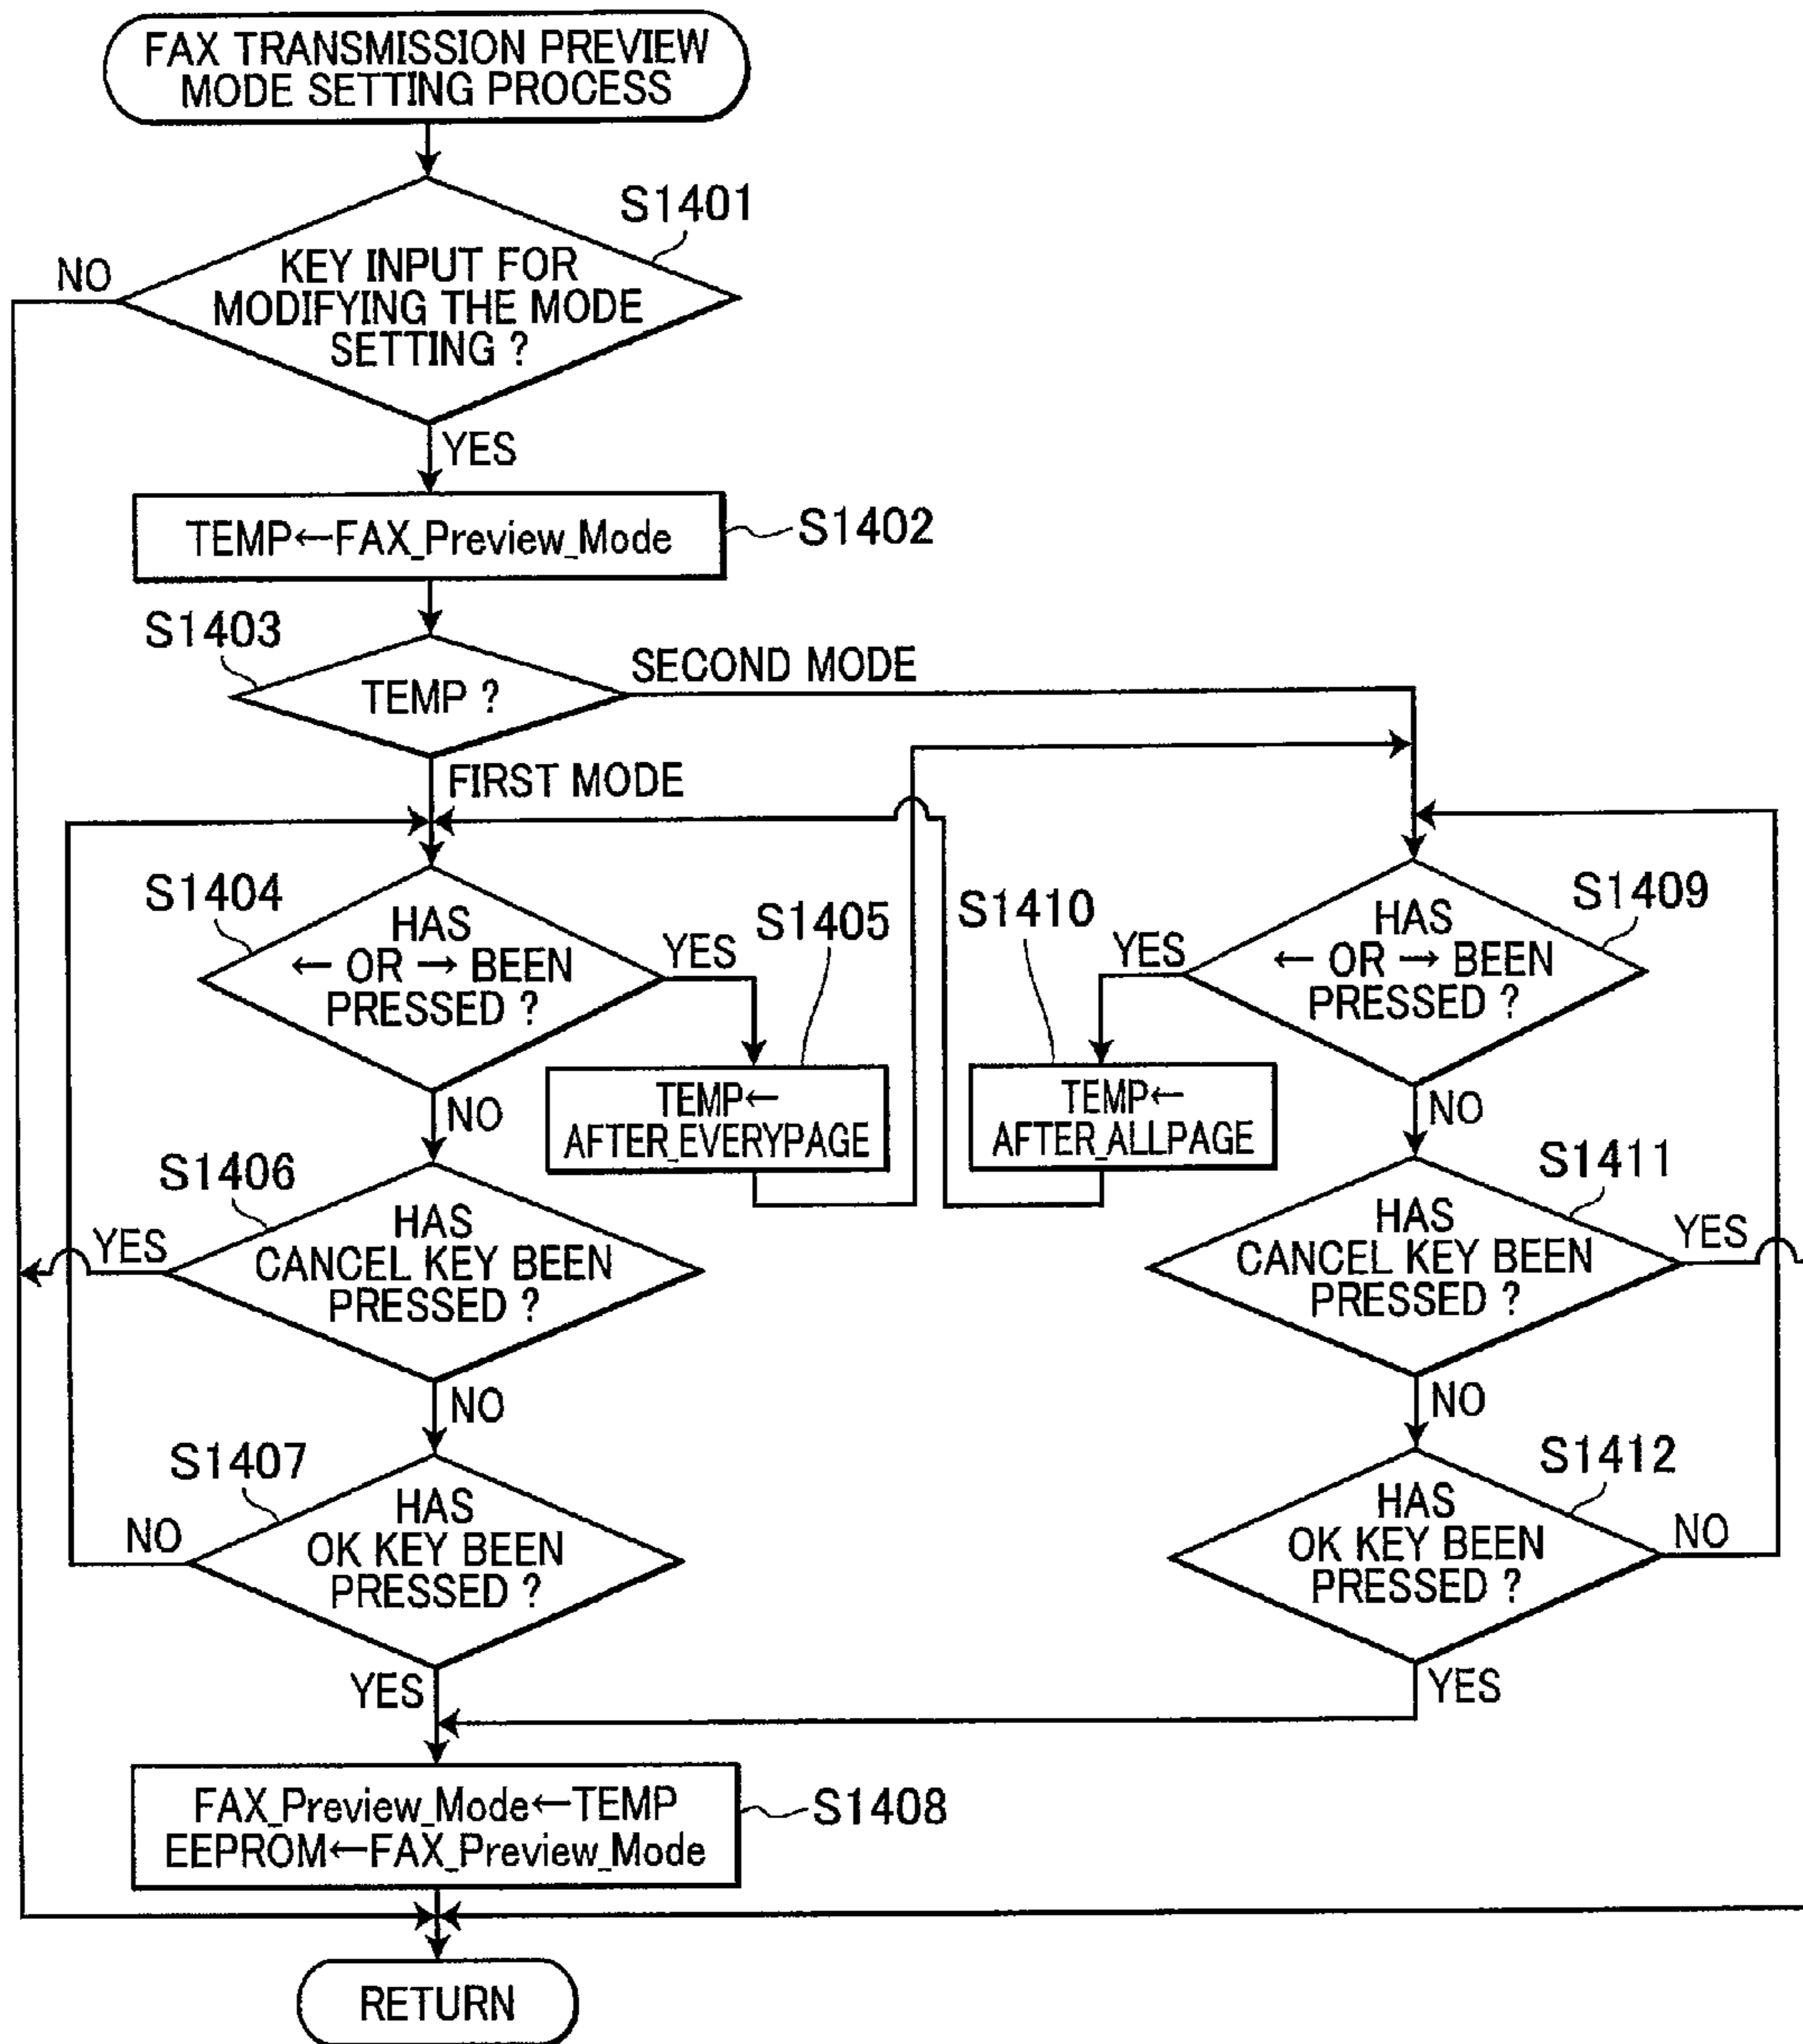 FAX TRANSMISSION PREVIEW
MODE SETTING PROCESS
S1401
NO
KEY INPUT FOR
MODIFYING THE MODE
SETTING ?
YES
TEMP←FAX_Preview_Mode
S1402
S1403
SECOND MODE
TEMP ?
FIRST MODE
S1404
HAS
← OR → BEEN
PRESSED ?
YES
S1405
TEMP←
AFTER_EVERYPAGE
NO
S1410
YES
TEMP←
AFTER_ALLPAGE
S1409
HAS
← OR → BEEN
PRESSED ?
NO
S1406
YES
HAS
CANCEL KEY BEEN
PRESSED ?
NO
S1411
HAS
CANCEL KEY BEEN
PRESSED ?
YES
NO
S1407
NO
HAS
OK KEY BEEN
PRESSED ?
YES
S1412
HAS
OK KEY BEEN
PRESSED ?
NO
YES
FAX_Preview_Mode←TEMP
EEPROM←FAX_Preview_Mode
S1408
RETURN